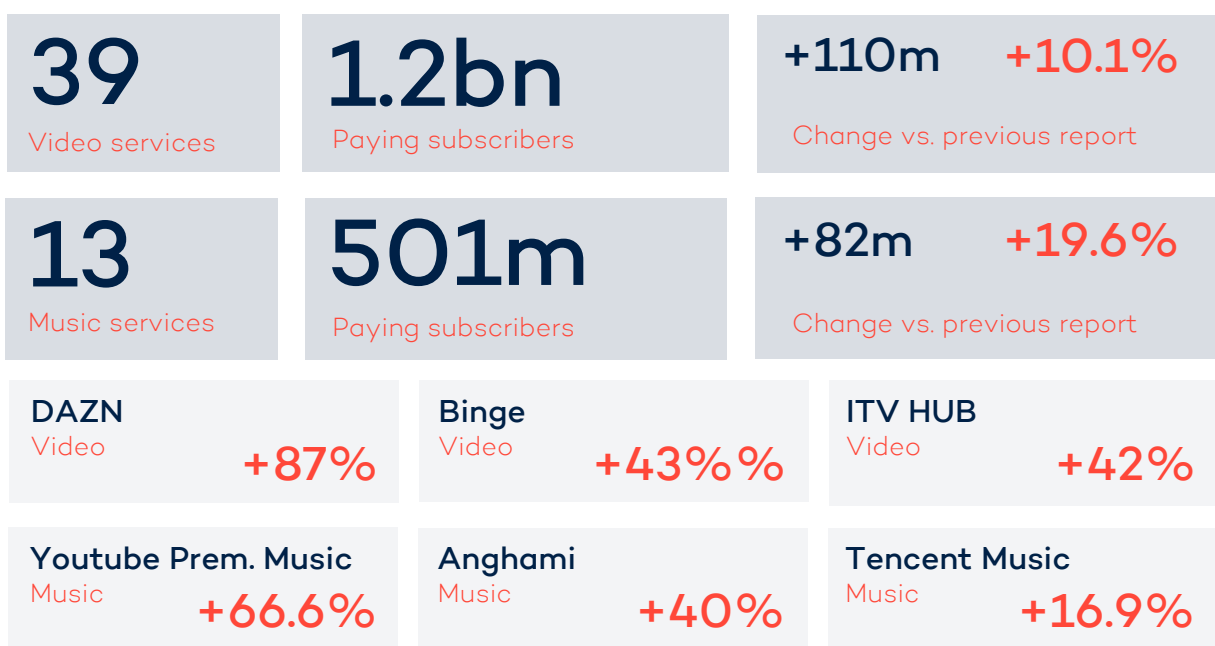 39
Video services
1.2bn
Paying subscribers
+110m +10.1%
Change vs. previous report
13
Music services
501m
Paying subscribers
+82m +19.6%
Change vs. previous report
DAZN
Video
+87%
Binge
Video
+43%%
ITV HUB
Video
+42%
Youtube Prem. Music
Music
+66.6%
Anghami
Music
+40%
Tencent Music
Music
+16.9%